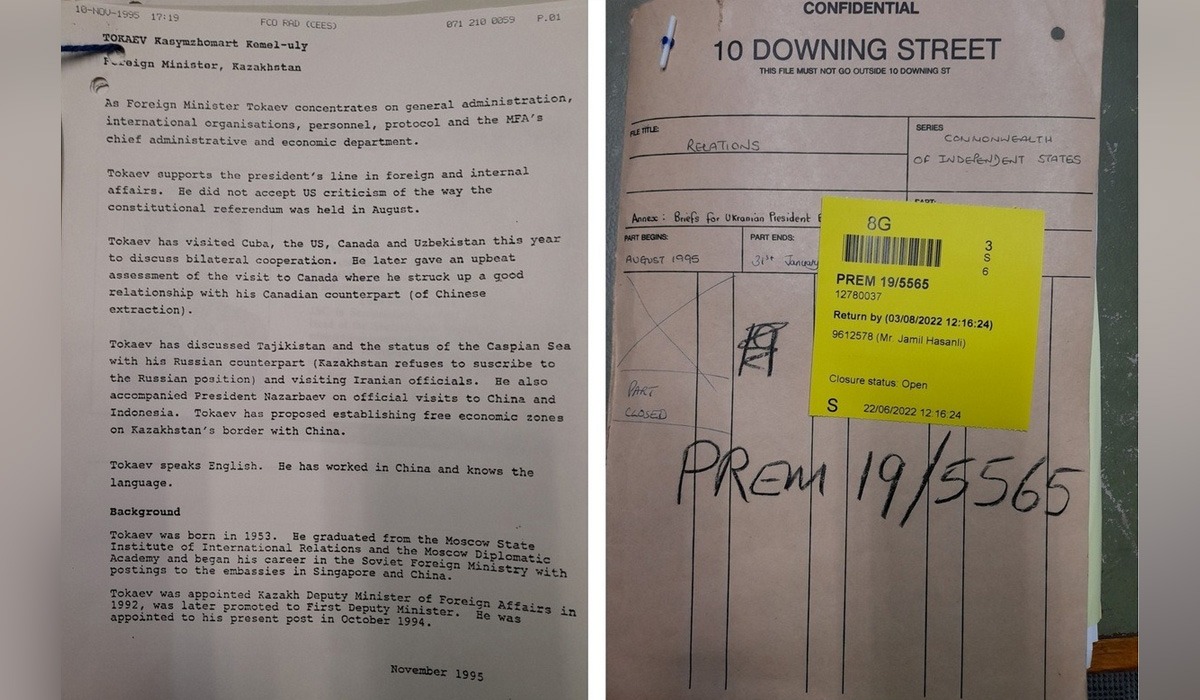 10-NOV-1995 17:19 FCO RAD (CEES) 071 210 0059 P.01
TOKAEV Kasymzhomart Komel-uly
Foreign Minister, Kazakhstan
As Foreign Minister Tokaev concentrates on general administration,
international organisations, personnel, protocol and the MFA's
chief administrative and economic department.
Tokaev supports the president's line in foreign and internal
affairs. He did not accept US criticism of the way the
constitutional referendum was held in August.
Tokaev has visited Cuba, the US, Canada and Uzbekistan this year
to discuss bilateral cooperation. He later gave an upbeat
assessment of the visit to Canada where he struck up a good
relationship with his Canadian counterpart (of Chinese
extraction).
Tokaev has discussed Tajikistan and the status of the Caspian Sea
with his Russian counterpart (Kazakhstan refuses to suscribe to
the Russian position) and visiting Iranian officials. He also
accompanied President Nazarbaev on official visits to China and
Indonesia. Tokaev has proposed establishing free economic zones
on Kazakhstan's border with China.
Tokaev speaks English. He has worked in China and knows the
language.
Background
Tokaev was born in 1953. He graduated from the Moscow State
Institute of International Relations and the Moscow Diplomatic
Academy and began his career in the Soviet Foreign Ministry with
postings to the embassies in Singapore and China.
Tokaev was appointed Kazakh Deputy Minister of Foreign Affairs in
1992, was later promoted to First Deputy Minister. He was
appointed to his present post in October 1994.
November 1995
CONFIDENTIAL
10 DOWNING STREET
THIS FILE MUST NOT GO OUTSIDE 10 DOWNING ST
FILE TITLE:
RELATIONS
SERIES
COMMONWEALTH
OF INDEPENDENT STATES
PART:
Annex: Briefs for Ukranian President
PART BEGINS:
AUGUST 1995
PART ENDS:
31st January
PART
CLOSED
8G
3
S
6
PREM 19/5565
12780037
Return by (03/08/2022 12:16:24)
9612578 (Mr. Jamil Hasanli)
Closure status: Open
S 22/06/2022 12:16:24
PREM 19/5565